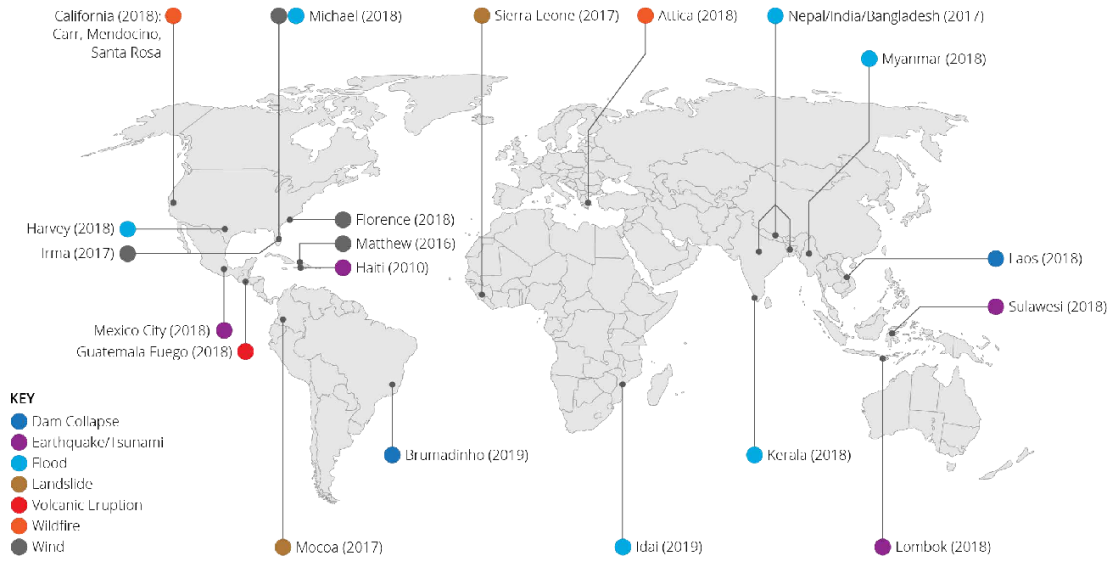 California (2018):
Carr, Mendocino,
Santa Rosa
Michael (2018)
Sierra Leone (2017)
Attica (2018)
Nepal/India/Bangladesh (2017)
Myanmar (2018)
Harvey (2018)
Irma (2017)
Florence (2018)
Matthew (2016)
Haiti (2010)
Laos (2018)
Sulawesi (2018)
Mexico City (2018)
Guatemala Fuego (2018)
KEY
Dam Collapse
Earthquake/Tsunami
Flood
Landslide
Volcanic Eruption
Wildfire
Wind
Brumadinho (2019)
Kerala (2018)
Mocoa (2017)
Idai (2019)
Lombok (2018)